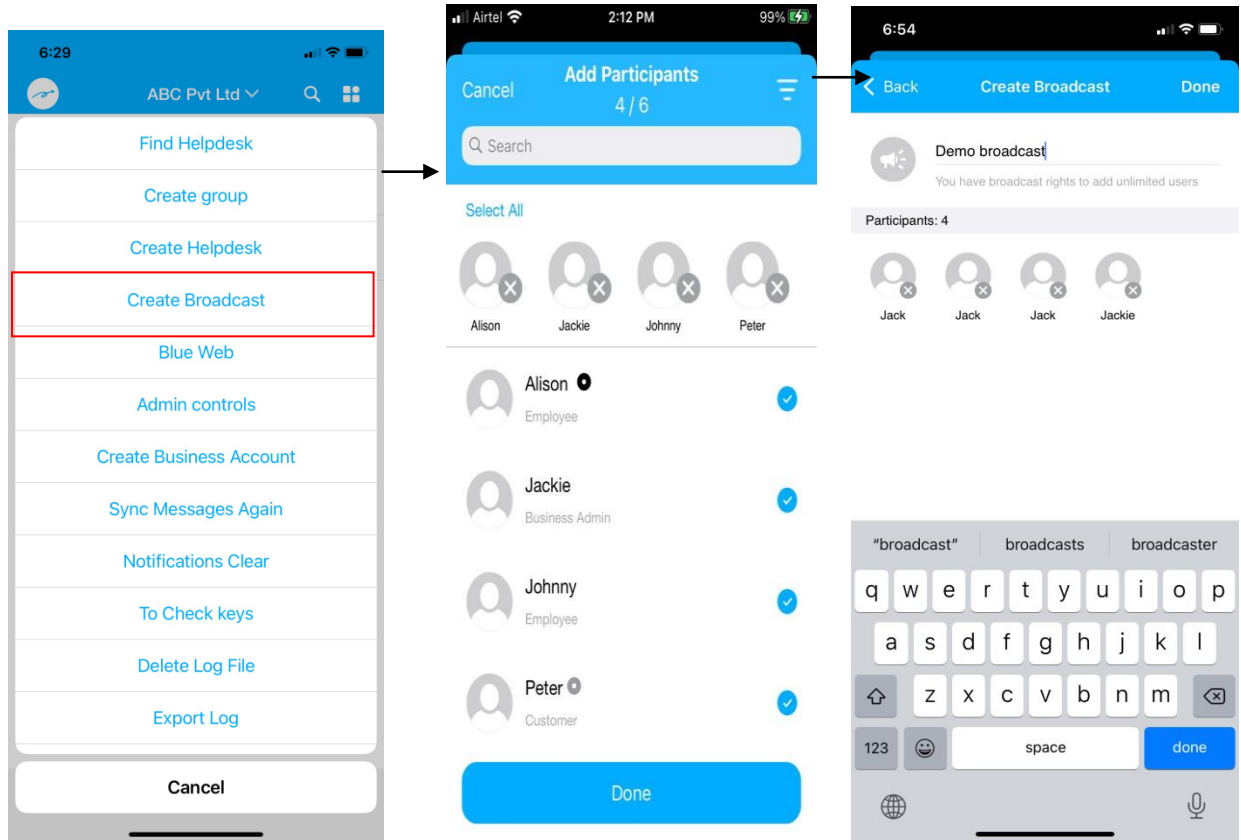 6:29
ABC Pvt Ltd
Find Helpdesk
Create group
Create Helpdesk
Create Broadcast
Blue Web
Admin controls
Create Business Account
Sync Messages Again
Notifications Clear
To Check keys
Delete Log File
Export Log
Cancel
Airtel 2:12 PM 99%
Cancel Add Participants
4 / 6
Search
Select All
Alison Jackie Johnny Peter
Alison
Employee
Jackie
Business Admin
Johnny
Employee
Peter
Customer
Done
6:54
Back Create Broadcast Done
Demo broadcast
You have broadcast rights to add unlimited users
Participants: 4
Jack Jack Jack Jackie
"broadcast" broadcasts broadcaster
q w e r t y u i o p
a s d f g h j k l
z x c v b n m
123 space done